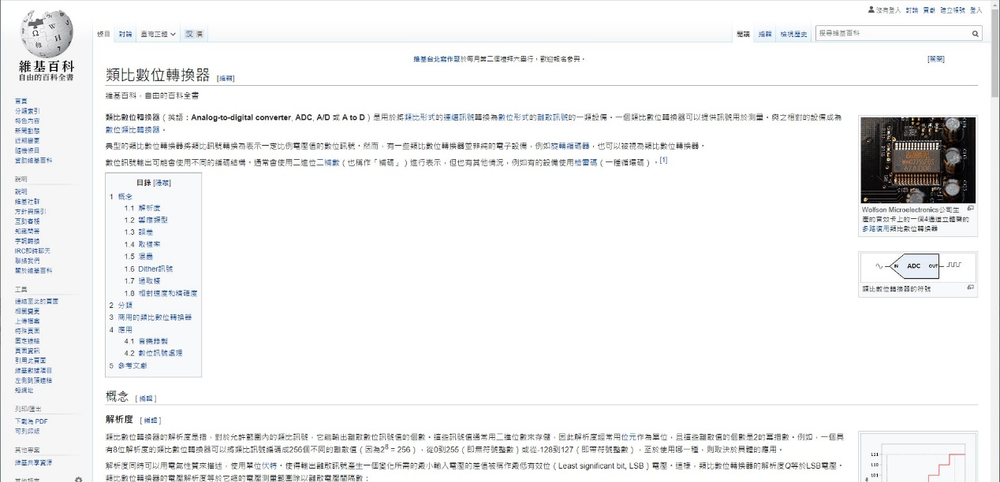 沒有登入 討論 貢獻 建立帳號 登入
條目 討論 臺灣正體 汉 漢 閱讀 編輯 檢視歷史 搜尋維基百科
維基台北寫作聚於每月第二個禮拜六舉行,歡迎報名參與。 [關閉]
維基百科
自由的百科全書
首頁
分類索引
特色內容
新聞動態
近期變更
隨機條目
資助維基百科
說明
說明
維基社群
方針與指引
互助客棧
知識問答
字詞轉換
IRC即時聊天
聯絡我們
關於維基百科
工具
連結至此的頁面
相關變更
上傳檔案
特殊頁面
固定連結
頁面資訊
引用此頁面
維基數據項目
左側跳頂連結
短網址
列印/匯出
下載為 PDF
可列印版
其他專案
維基共享資源
其他語言
類比數位轉換器 [編輯]
維基百科,自由的百科全書
類比數位轉換器(英語:Analog-to-digital converter, ADC, A/D 或 A to D)是用於將類比形式的連續訊號轉換為數位形式的離散訊號的一類設備。一個類比數位轉換器可以提供訊號用於測量。與之相對的設備成為
數位類比轉換器。
典型的類比數位轉換器將類比訊號轉換為表示一定比例電壓值的數位訊號。然而,有一些類比數位轉換器並非純的電子設備,例如旋轉編碼器,也可以被視為類比數位轉換器。
數位訊號輸出可能會使用不同的編碼結構。通常會使用二進位二補數(也稱作「補碼」)進行表示,但也有其他情況,例如有的設備使用格雷碼(一種循環碼)。[1]
目錄 [隱藏]
1 概念
1.1 解析度
1.2 響應類型
1.3 誤差
1.4 取樣率
1.5 混疊
1.6 Dither訊號
1.7 過取樣
1.8 相對速度和精確度
2 分類
3 商用的類比數位轉換器
4 應用
4.1 音樂錄製
4.2 數位訊號處理
5 參考文獻
Wolfson Microelectronics公司生
產的音效卡上的一個4通道立體聲的
多路復用類比數位轉換器
IN ADC OUT
類比數位轉換器的符號
概念 [編輯]
解析度 [編輯]
類比數位轉換器的解析度是指,對於允許範圍內的類比訊號,它能輸出離散數位訊號值的個數。這些訊號值通常用二進位數來存儲,因此解析度經常用位元作為單位,且這些離散值的個數是2的冪指數。例如,一個具
有8位解析度的類比數位轉換器可以將類比訊號編碼成256個不同的離散值(因為2⁸ = 256),從0到255(即無符號整數)或從-128到127(即帶符號整數),至於使用哪一種,則取決於具體的應用。
解析度同時可以用電氣性質來描述,使用單位伏特。使得輸出離散訊號產生一個變化所需的最小輸入電壓的差值被稱作最低有效位(Least significant bit, LSB)電壓。這樣,類比數位轉換器的解析度Q等於LSB電壓。
類比數位轉換器的電壓解析度等於它總的電壓測量範圍除以離散電壓間隔數:
111
110
101